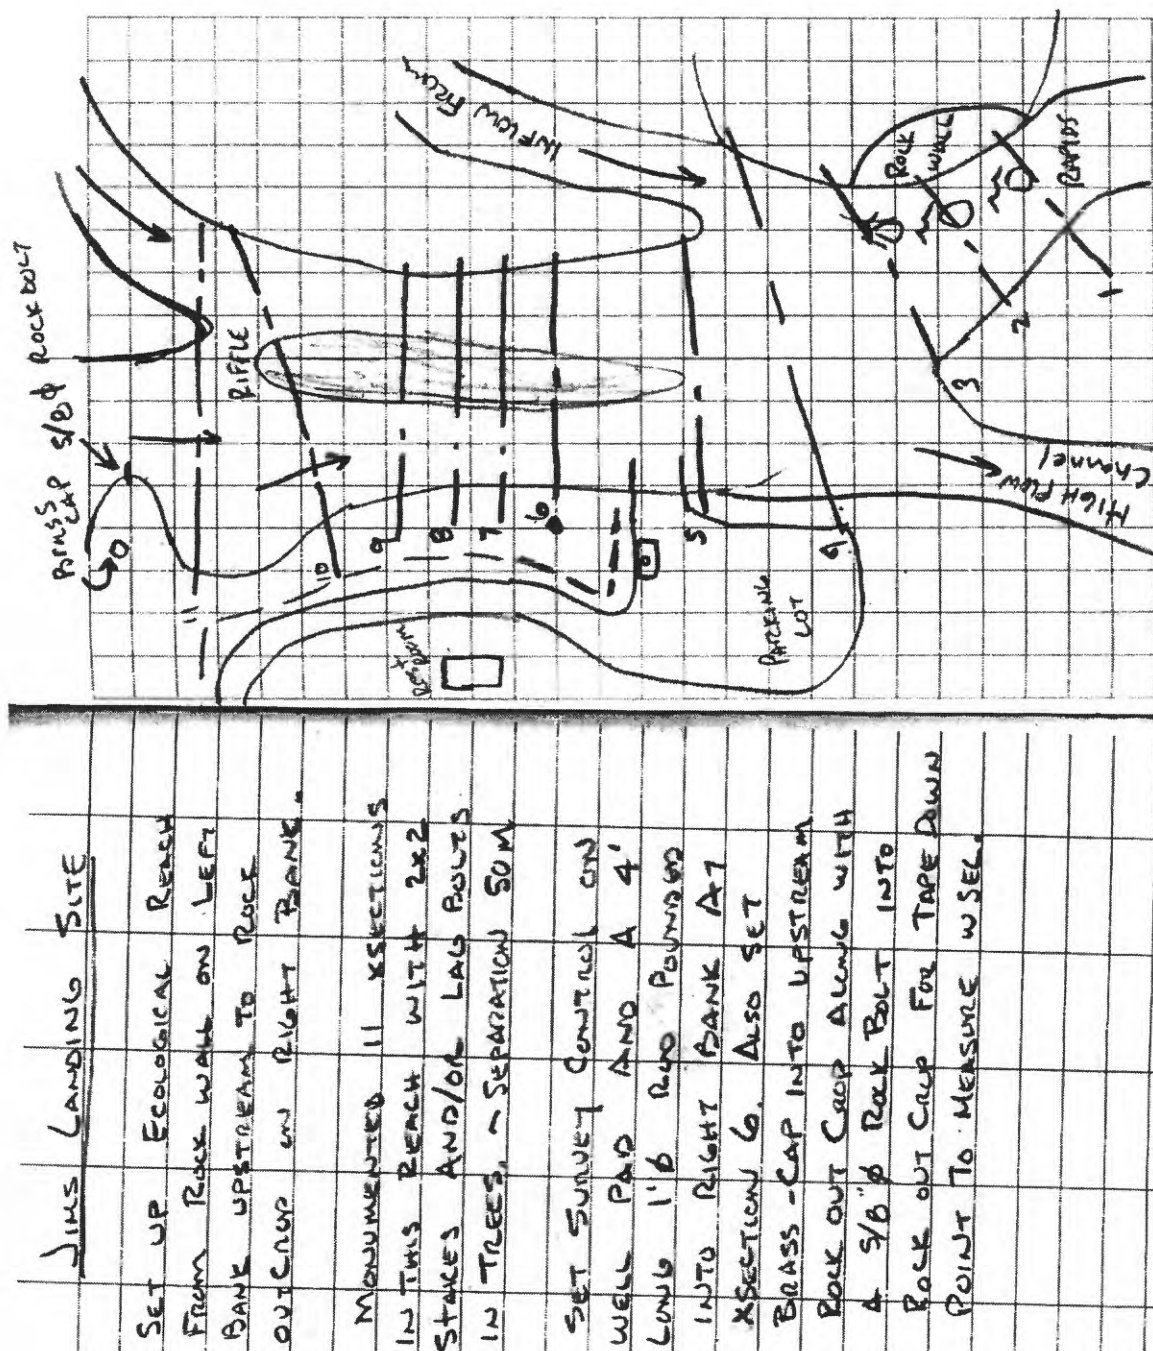 JIMS LANDING SITE
SET UP ECOLOGICAL REACH
FROM ROCK WALL ON LEFT
BANK UPSTREAM TO ROCK
OUTCROP ON RIGHT BANK.
MONUMENTED 11 XSECTIONS
IN THIS REACH WITH 2x2
STAKES AND/OR LAG BOLTS
IN TREES. ~ SEPARATION 50M
SET SURVEY CONTROL ON
WELL PAD AND A 4'
LONG 1"ø ROD POUNDED
INTO RIGHT BANK AT
XSECTION 6. ALSO SET
BRASS-CAP INTO UPSTREAM
ROCK OUT CROP ALONG WITH
A 5/8"ø ROCK BOLT INTO
ROCK OUT CROP FOR TAPE DOWN
POINT TO MEASURE WSEL.
BRASS CAP
5/8 ø ROCK BOLT
0
11
10
9
8
7
6
5
4
3
2
1
RIFFLE
INFLOW FROM
ROCK WALL
RAPIDS
HIGH FLOW
Channel
PARKING
LOT
Restroom